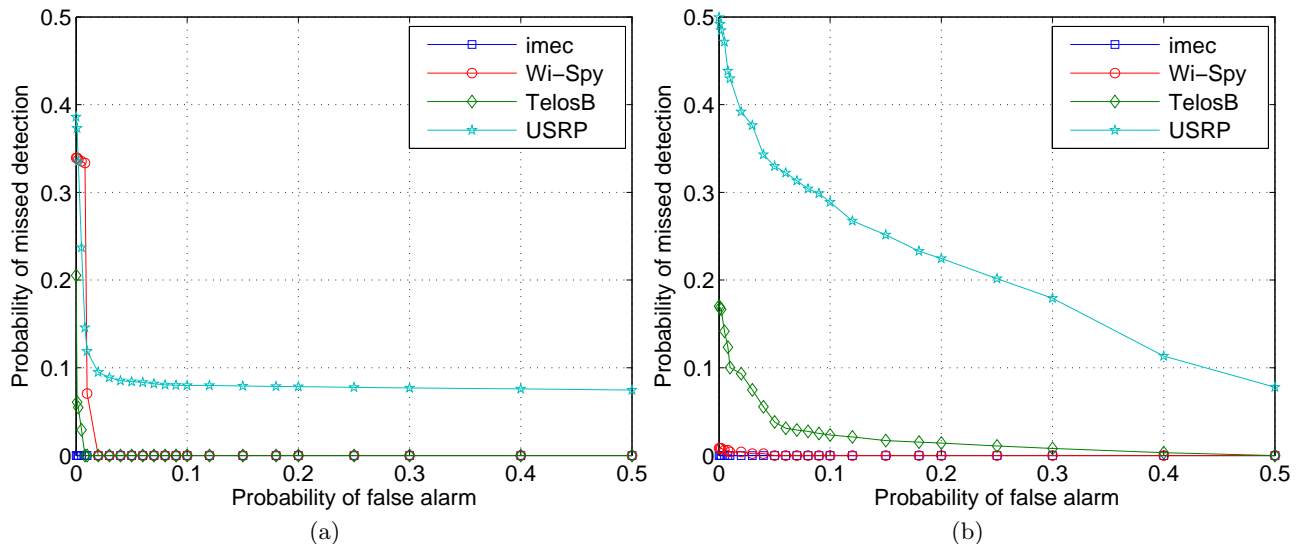 0.5
0.4
0.3
0.2
0.1
0
0
0.1
0.2
0.3
0.4
0.5
Probability of missed detection
Probability of false alarm
imec
Wi−Spy
TelosB
USRP
(a)
0.5
0.4
0.3
0.2
0.1
0
0
0.1
0.2
0.3
0.4
0.5
Probability of missed detection
Probability of false alarm
imec
Wi−Spy
TelosB
USRP
(b)